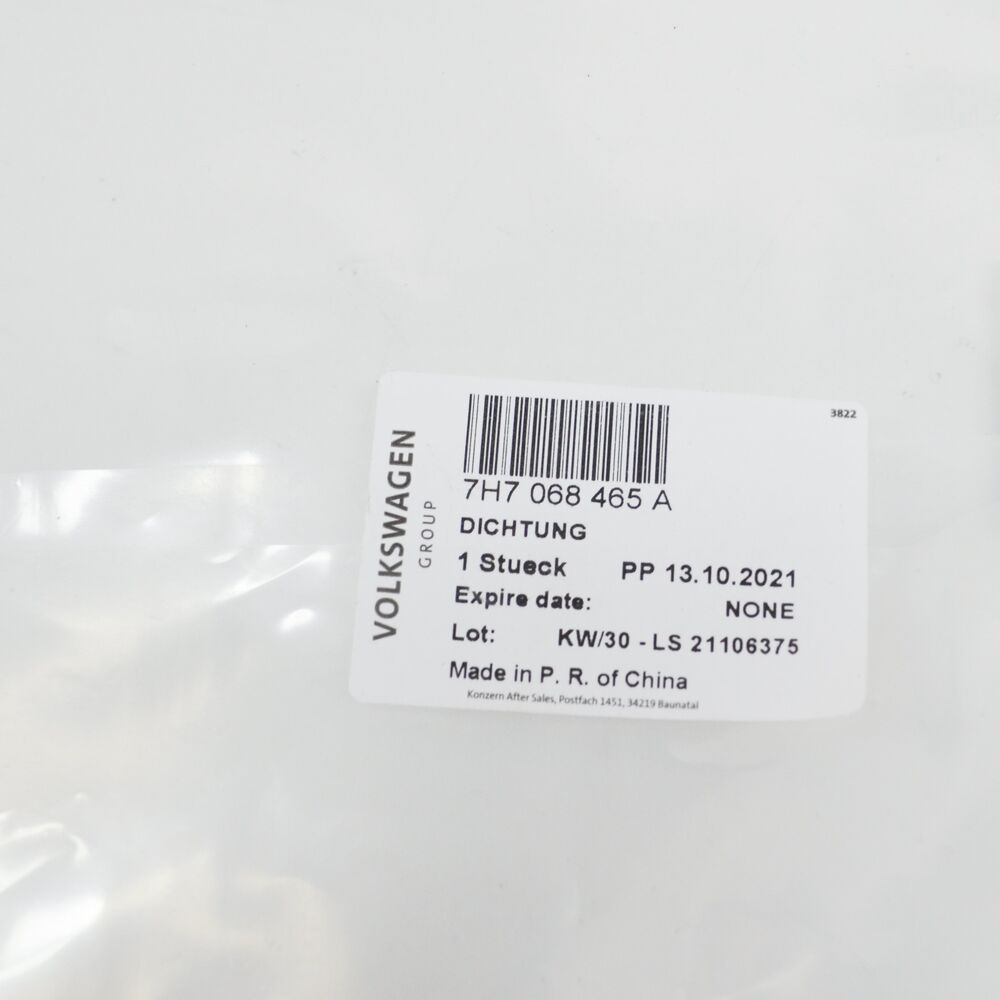 3822
VOLKSWAGEN
GROUP
7H7 068 465 A
DICHTUNG
1 Stueck PP 13.10.2021
Expire date: NONE
Lot: KW/30 - LS 21106375
Made in P. R. of China
Konzern After Sales, Postfach 1451, 34219 Baunatal